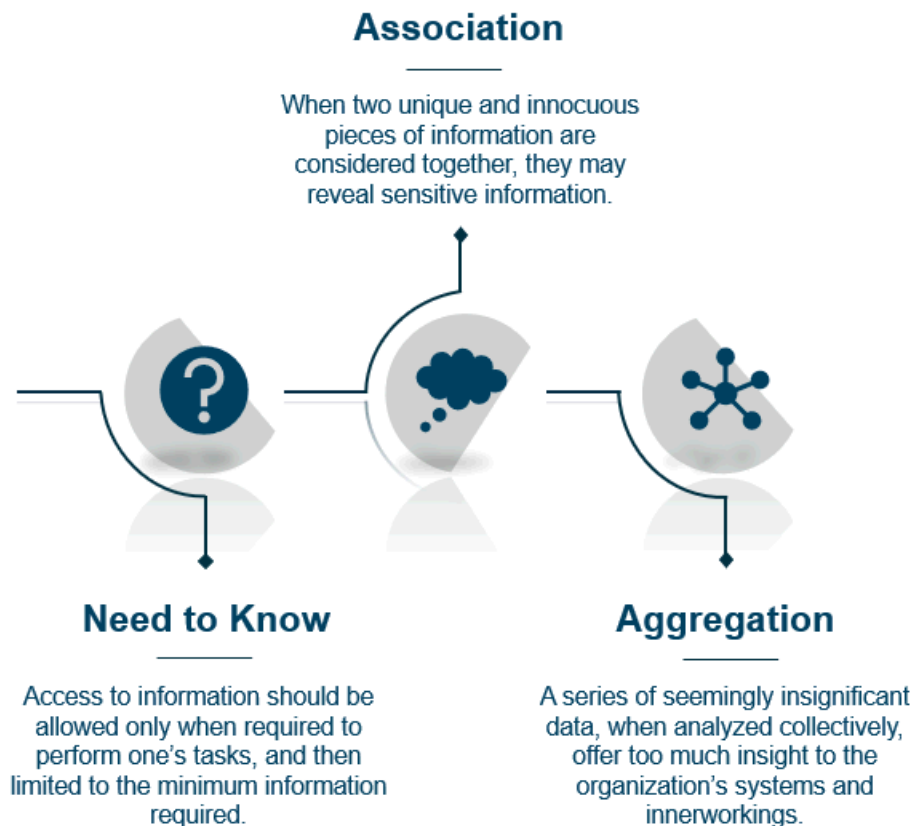 Association
When two unique and innocuous
pieces of information are
considered together, they may
reveal sensitive information.
?
Need to Know
Access to information should be
allowed only when required to
perform one's tasks, and then
limited to the minimum information
required.
Aggregation
A series of seemingly insignificant
data, when analyzed collectively,
offer too much insight to the
organization's systems and
innerworkings.